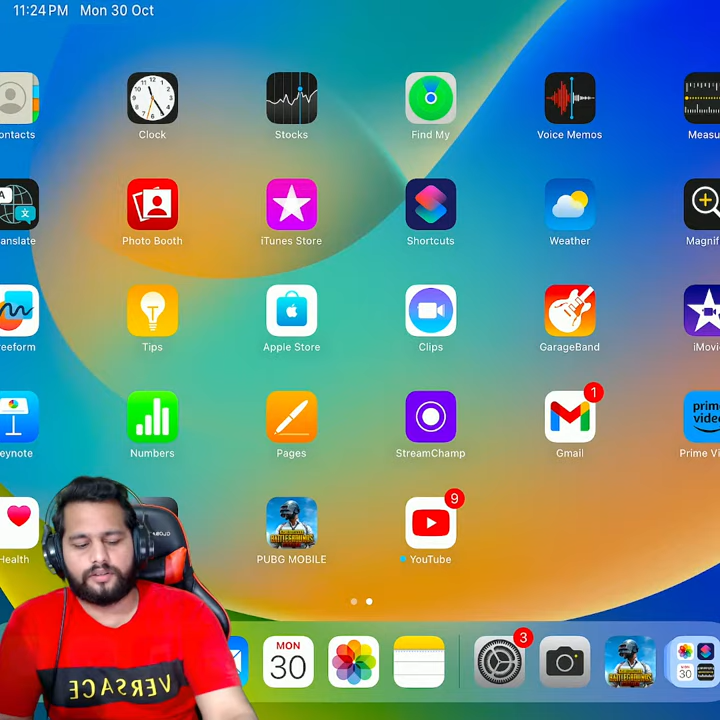 11:24 PM Mon 30 Oct
ontacts
Clock
Stocks
Find My
Voice Memos
Measu
anslate
Photo Booth
iTunes Store
Shortcuts
Weather
Magnif
reeform
Tips
Apple Store
Clips
GarageBand
iMovi
eynote
Numbers
Pages
StreamChamp
1
Gmail
prime
video
Prime Vi
Health
PUBG MOBILE
9
YouTube
MON
30
3
VERSACE